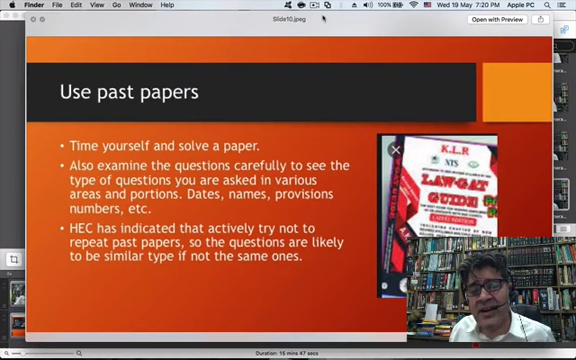 Finder File Edit View Go Window Help 100% Wed 19 May 7:20 PM Apple PC
Slide10.jpeg
Open with Preview
Use past papers
• Time yourself and solve a paper.
• Also examine the questions carefully to see the
type of questions you are asked in various
areas and portions. Dates, names, provisions
numbers, etc.
• HEC has indicated that actively try not to
repeat past papers, so the questions are likely
to be similar type if not the same ones.
K.L.R
NTS
LAW-GAT
GUIDE
LATEST EDITION
Duration: 15 mins 47 secs